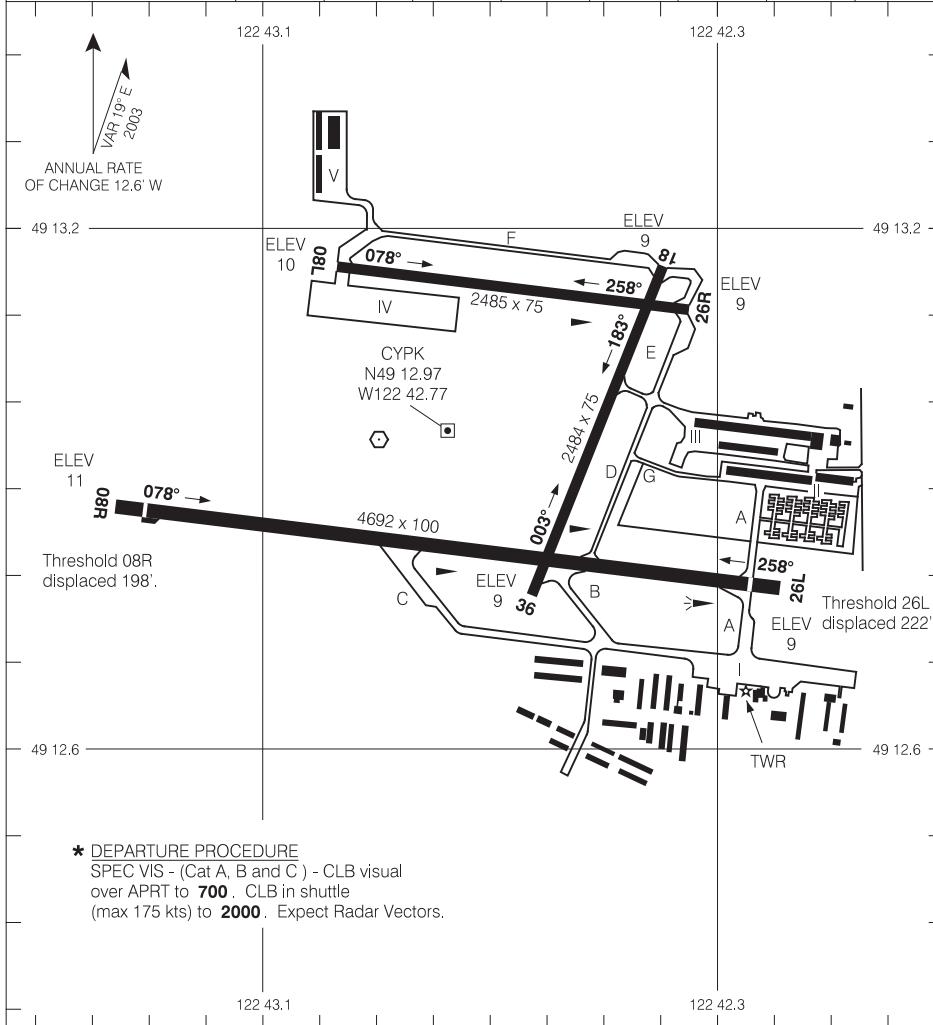 122 43.1
122 42.3
VAR 19° E
2003
ANNUAL RATE
OF CHANGE 12.6' W
V
49 13.2
49 13.2
ELEV
10
08L
078°
F
ELEV
9
18
258°
2485 x 75
26R
ELEV
9
IV
183°
E
CYPK
N49 12.97
W122 42.77
2484 x 75
III
ELEV
11
08R
078°
D
G
II
A
4692 x 100
003°
258°
26L
Threshold 08R
displaced 198'.
C
ELEV
9
36
B
A
ELEV
9
Threshold 26L
displaced 222'
I
49 12.6
49 12.6
TWR
* DEPARTURE PROCEDURE
SPEC VIS - (Cat A, B and C ) - CLB visual
over APRT to 700 . CLB in shuttle
(max 175 kts) to 2000 . Expect Radar Vectors.
122 43.1
122 42.3